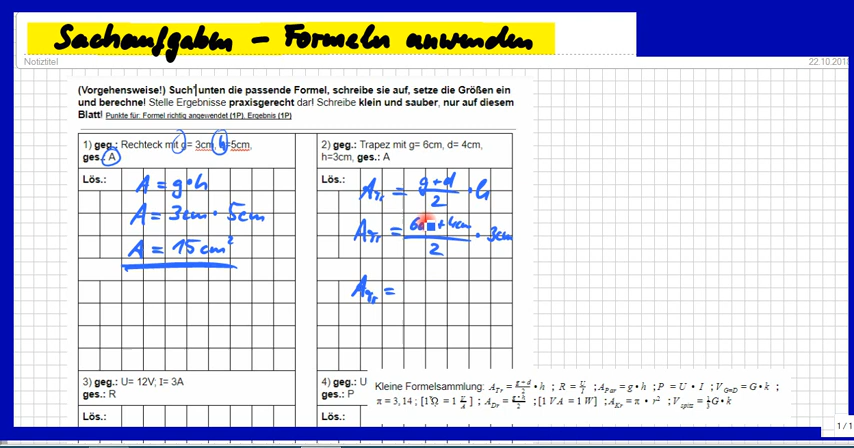 Sachaufgaben - Formeln anwenden
Notiztitel
22.10.201
(Vorgehensweise!) Such' unten die passende Formel, schreibe sie auf, setze die Größen ein
und berechne! Stelle Ergebnisse praxisgerecht dar! Schreibe klein und sauber, nur auf diesem
Blatt! Punkte für: Formel richtig angewendet (1P), Ergebnis (1P)
1) geg.: Rechteck mit g= 3cm, h=5cm,
ges.: A
Lös.:
A = g·h
A = 3cm · 5cm
A = 15cm²
2) geg.: Trapez mit g= 6cm, d= 4cm,
h=3cm, ges.: A
Lös.:
A_Tr = (g+d)/2 · h
A_Tr = (6 + 4cm)/2 · 3cm
A_Tr =
3) geg.: U= 12V; I= 3A
ges.: R
Lös.:
4) geg.: U
ges.: P
Lös.:
Kleine Formelsammlung: A_Tr = (g+d)/2 • h ; R = U/I ; A_Par = g • h ; P = U • I ; V_G=D = G • k ;
π = 3,14 ; [1 Ω = 1 V/A] ; A_Dr = (g•h)/2 ; [1 VA = 1 W] ; A_Kr = π • r² ; V_spitz = 1/3 G • k
1 / 1